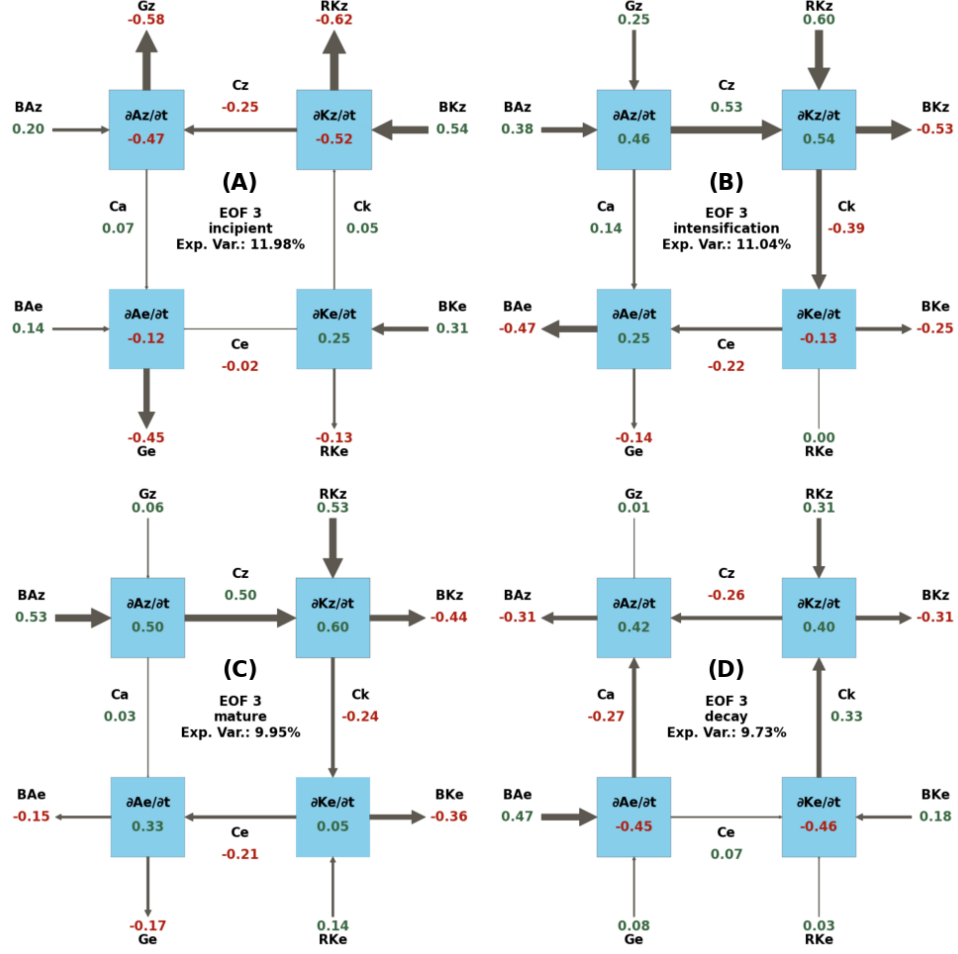 Gz
-0.58
RKz
-0.62
Cz
-0.25
BAz
0.20
∂Az/∂t
-0.47
∂Kz/∂t
-0.52
BKz
0.54
(A)
Ca
0.07
EOF 3
incipient
Exp. Var.: 11.98%
Ck
0.05
BAe
0.14
∂Ae/∂t
-0.12
∂Ke/∂t
0.25
BKe
0.31
Ce
-0.02
-0.45
Ge
-0.13
RKe
Gz
0.25
RKz
0.60
Cz
0.53
BAz
0.38
∂Az/∂t
0.46
∂Kz/∂t
0.54
BKz
-0.53
(B)
Ca
0.14
EOF 3
intensification
Exp. Var.: 11.04%
Ck
-0.39
BAe
-0.47
∂Ae/∂t
0.25
∂Ke/∂t
-0.13
BKe
-0.25
Ce
-0.22
-0.14
Ge
0.00
RKe
Gz
0.06
RKz
0.53
Cz
0.50
BAz
0.53
∂Az/∂t
0.50
∂Kz/∂t
0.60
BKz
-0.44
(C)
Ca
0.03
EOF 3
mature
Exp. Var.: 9.95%
Ck
-0.24
BAe
-0.15
∂Ae/∂t
0.33
∂Ke/∂t
0.05
BKe
-0.36
Ce
-0.21
-0.17
Ge
0.14
RKe
Gz
0.01
RKz
0.31
Cz
-0.26
BAz
-0.31
∂Az/∂t
0.42
∂Kz/∂t
0.40
BKz
-0.31
(D)
Ca
-0.27
EOF 3
decay
Exp. Var.: 9.73%
Ck
0.33
BAe
0.47
∂Ae/∂t
-0.45
∂Ke/∂t
-0.46
BKe
0.18
Ce
0.07
0.08
Ge
0.03
RKe